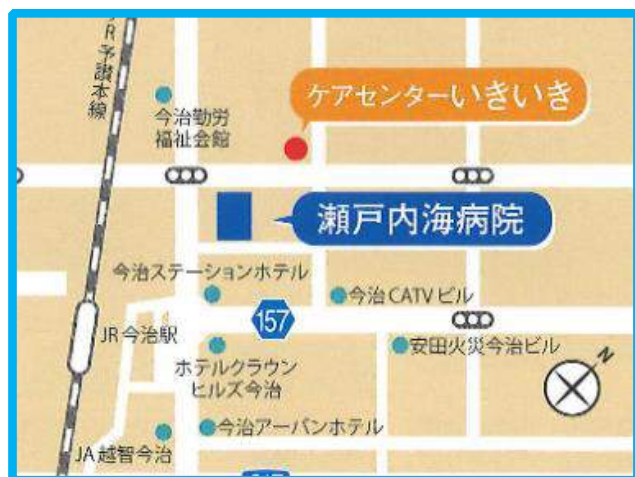 JR予讃本線
今治勤労
福祉会館
ケアセンターいきいき
瀬戸内海病院
今治ステーションホテル
今治CATVビル
157
JR今治駅
安田火災今治ビル
ホテルクラウン
ヒルズ今治
N
今治アーバンホテル
JA越智今治